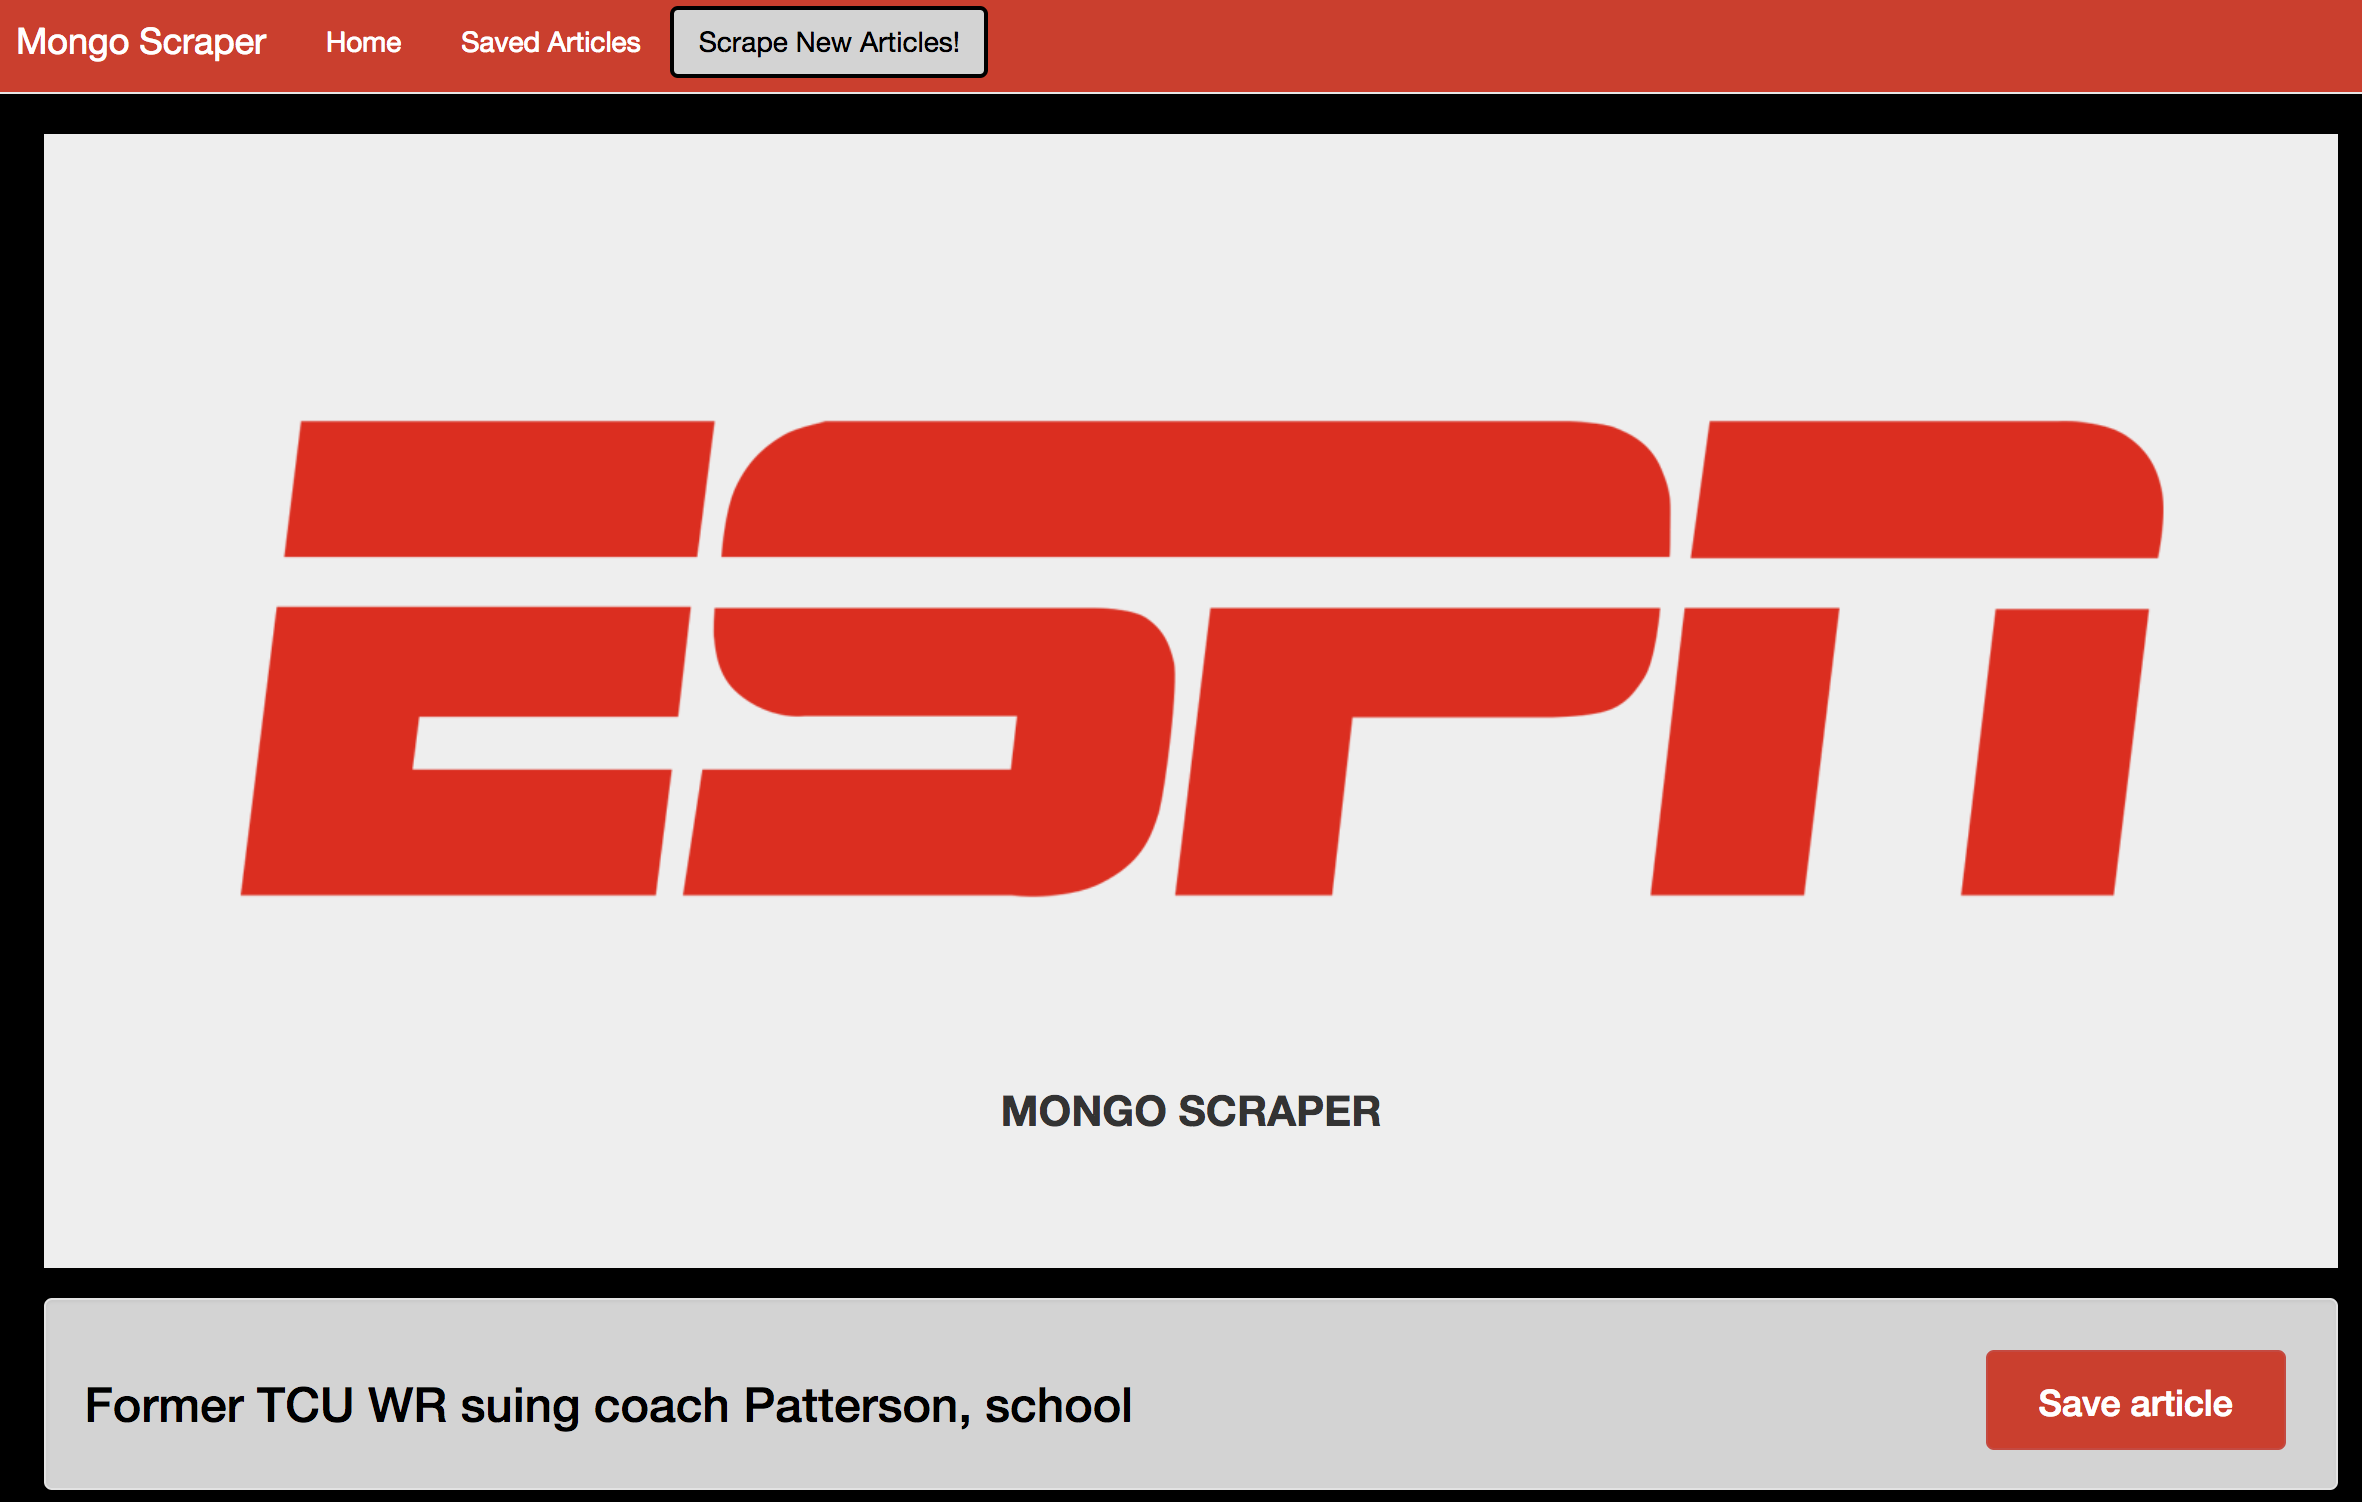 Mongo Scraper Home Saved Articles Scrape New Articles!
ESPN
MONGO SCRAPER
Former TCU WR suing coach Patterson, school Save article